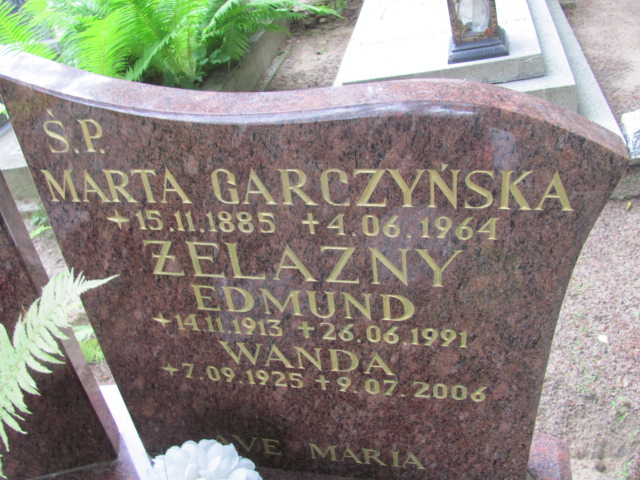 Ś.P.
MARTA GARCZYŃSKA
*15.11.1885 +4.06.1964
ŻELAZNY
EDMUND
*14.11.1913 +26.06.1991
WANDA
*7.09.1925 +9.07.2006
AVE MARIA